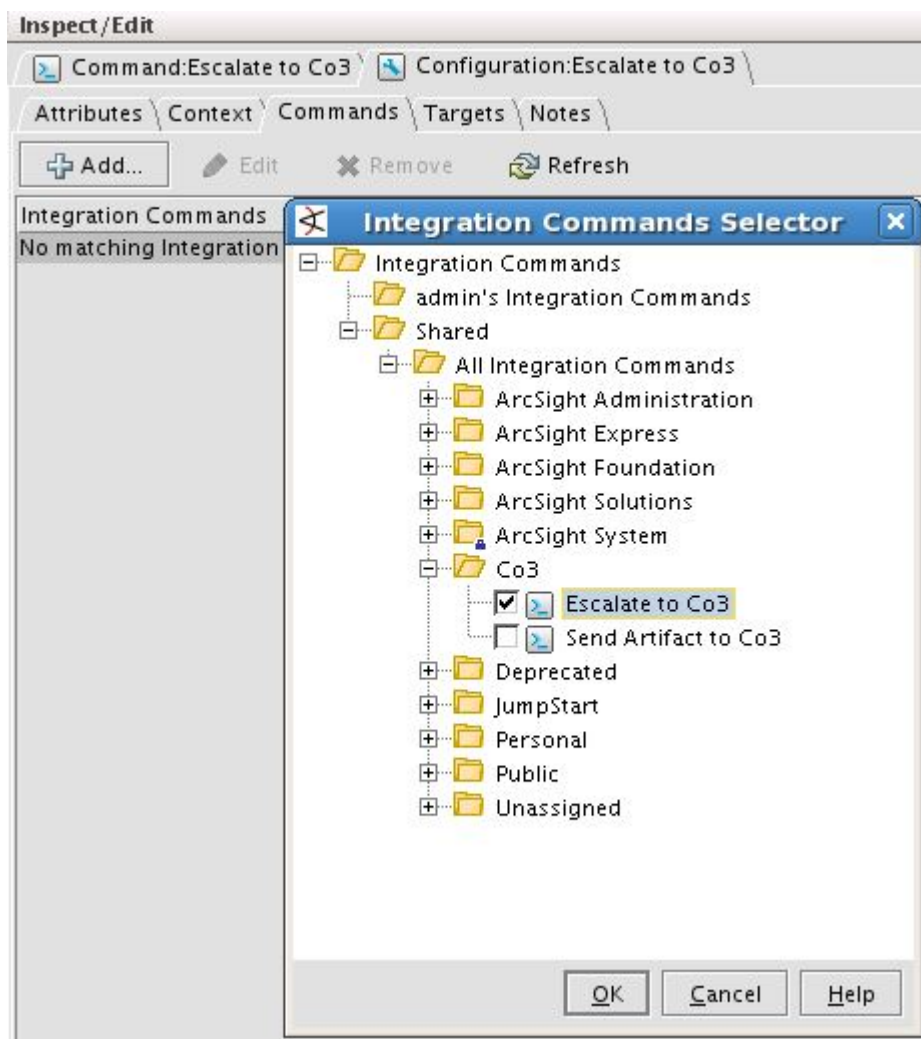 Inspect/Edit
Command:Escalate to Co3 Configuration:Escalate to Co3
Attributes Context Commands Targets Notes
Add... Edit Remove Refresh
Integration Commands
No matching Integration
Integration Commands Selector
Integration Commands
admin's Integration Commands
Shared
All Integration Commands
ArcSight Administration
ArcSight Express
ArcSight Foundation
ArcSight Solutions
ArcSight System
Co3
Escalate to Co3
Send Artifact to Co3
Deprecated
JumpStart
Personal
Public
Unassigned
OK Cancel Help